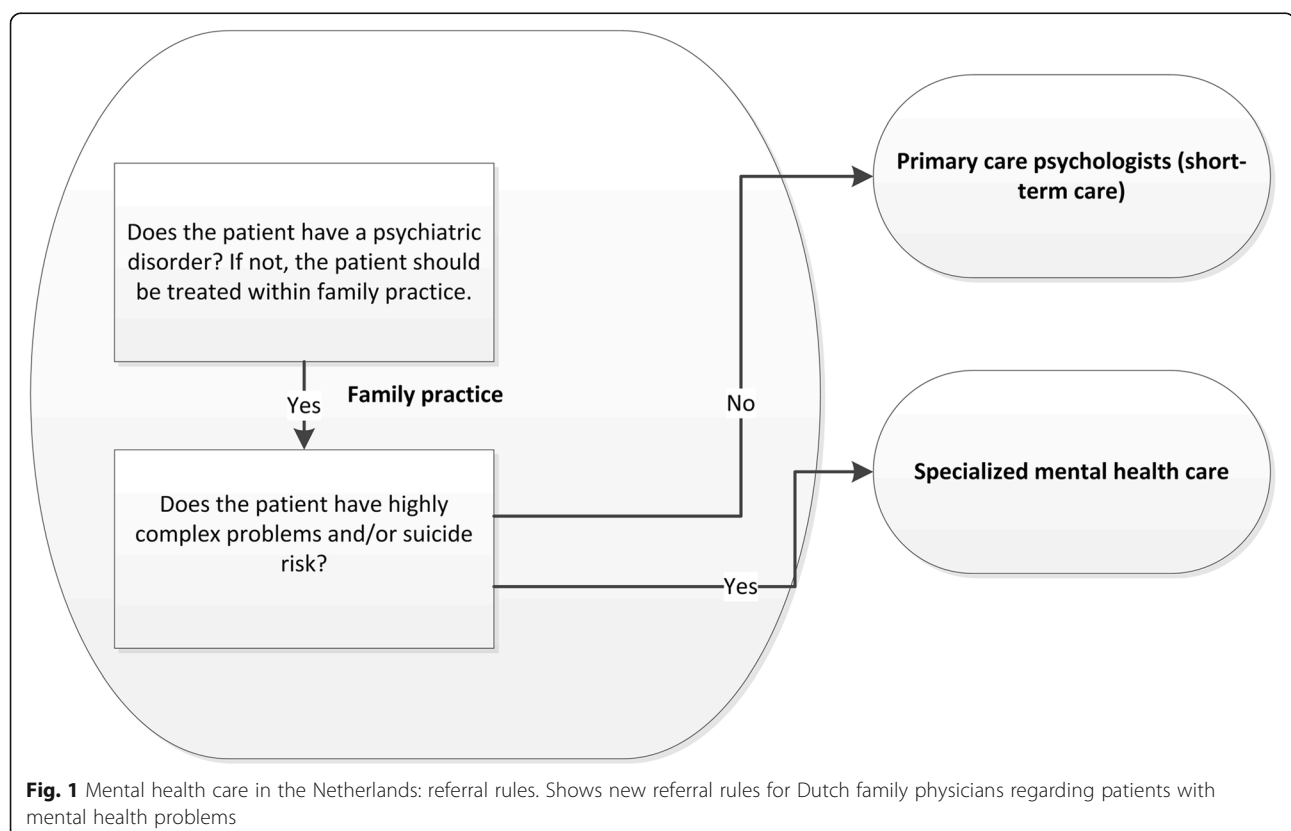 Does the patient have a psychiatric
disorder? If not, the patient should
be treated within family practice.
Yes
Family practice
Does the patient have highly
complex problems and/or suicide
risk?
No
Yes
Primary care psychologists (short-
term care)
Specialized mental health care
Fig. 1 Mental health care in the Netherlands: referral rules. Shows new referral rules for Dutch family physicians regarding patients with
mental health problems